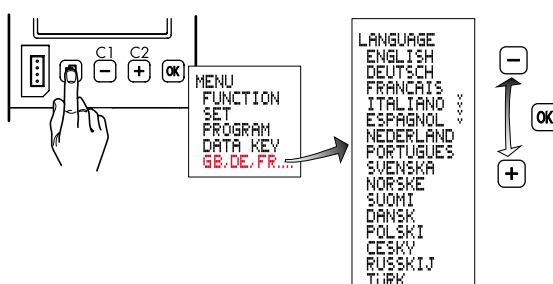 C1 C2
− + OK
MENU
FUNCTION
SET
PROGRAM
DATA KEY
GB,DE,FR....
LANGUAGE
ENGLISH
DEUTSCH
FRANCAIS
ITALIANO
ESPAGNOL
NEDERLAND
PORTUGUES
SVENSKA
NORSKE
SUOMI
DANSK
POLSKI
CESKY
RUSSKIJ
TüRK
−
OK
+